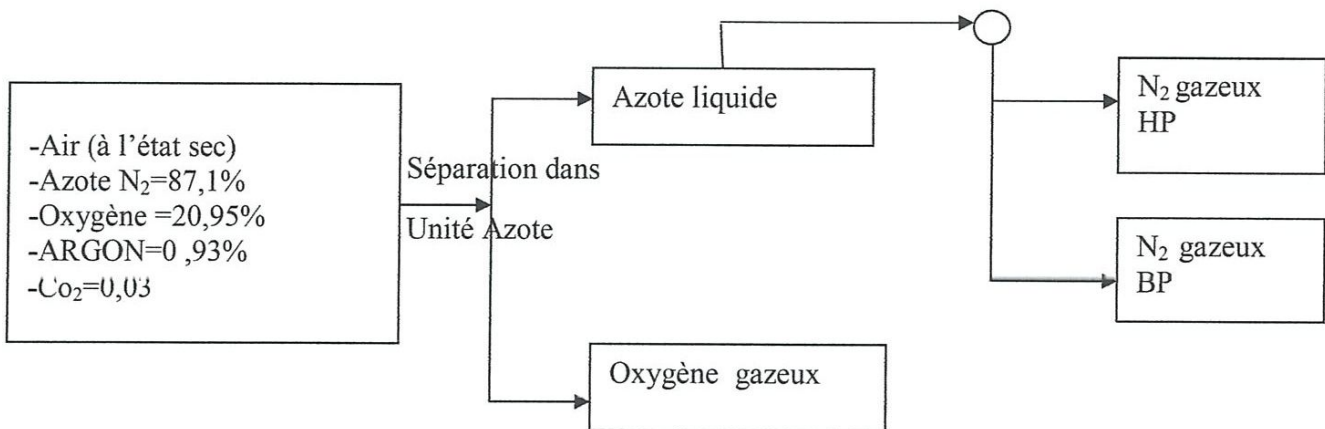 -Air (à l'état sec)
-Azote N₂=87,1%
-Oxygène =20,95%
-ARGON=0 ,93%
-Co₂=0,03
Séparation dans
Unité Azote
Azote liquide
Oxygène gazeux
N₂ gazeux
HP
N₂ gazeux
BP